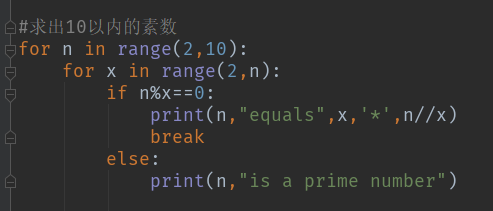 #求出10以内的素数
for n in range(2,10):
    for x in range(2,n):
        if n%x==0:
            print(n,"equals",x,'*',n//x)
            break
        else:
            print(n,"is a prime number")